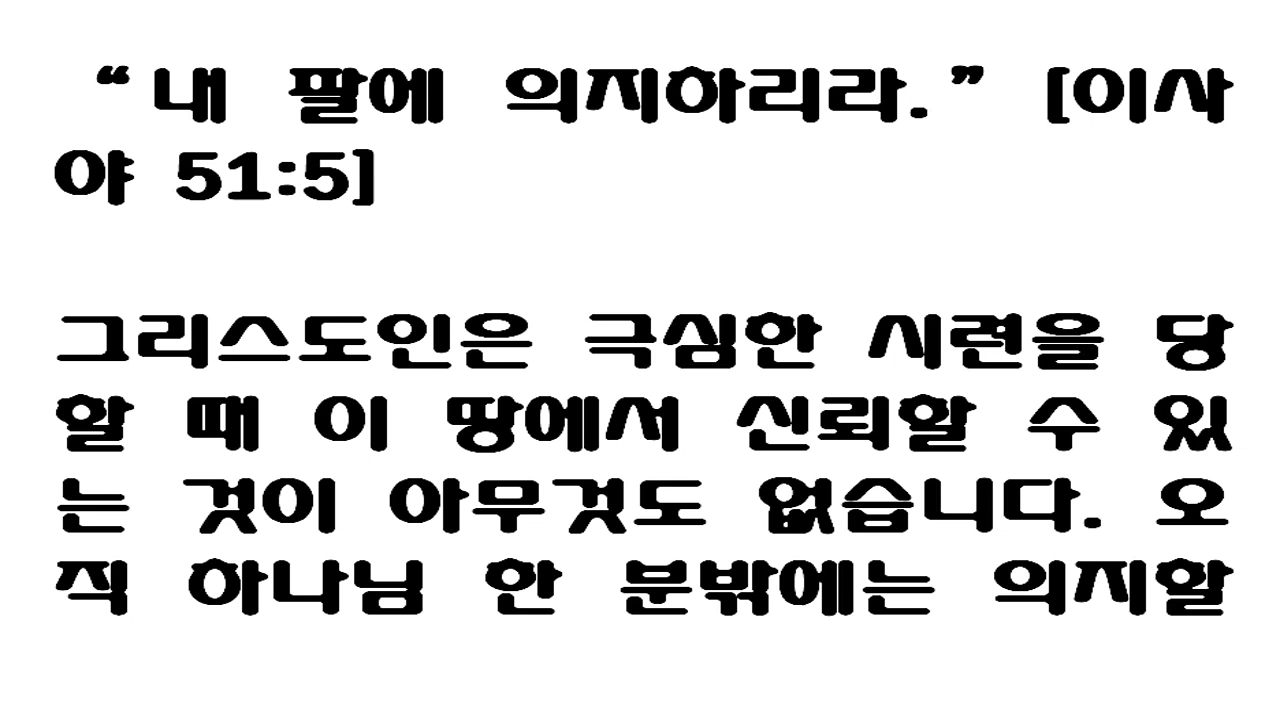 “내 팔에 의지하리라.” [이사
야 51:5]
그리스도인은 극심한 시련을 당
할 때 이 땅에서 신뢰할 수 있
는 것이 아무것도 없습니다. 오
직 하나님 한 분밖에는 의지할